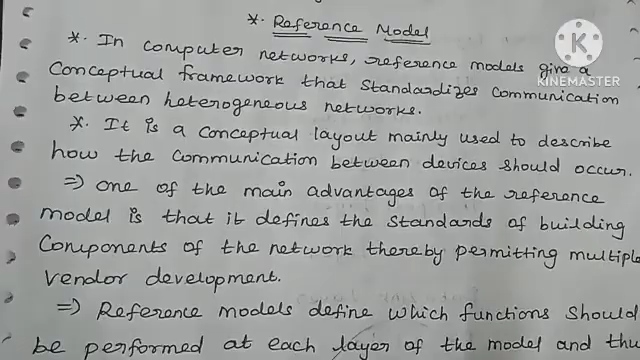 *. Reference Model
*. In computer networks, reference models give a
Conceptual framework that standardizes communication
between heterogeneous networks.
*. It is a conceptual layout mainly used to describe
how the communication between devices should occur.
⇒ one of the main advantages of the reference
model is that it defines the standards of building
Components of the network thereby permitting multiple
vendor development.
⇒ Reference models define which functions should
be performed at each layer of the model and thu
K
KINEMASTER